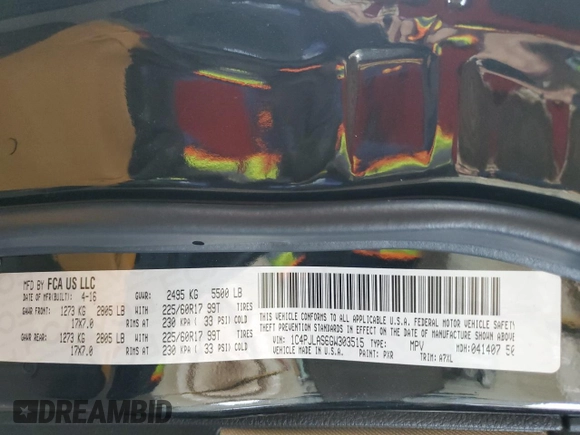 MFD BY FCA US LLC
DATE OF MFR(BUILT): 4-16 GVWR: 2495 KG 5500 LB
GAWR FRONT: 1273 KG 2805 LB WITH 225/60R17 99T TIRES
17X7.0 RIMS AT 230 KPA ( 33 PSI) COLD
GAWR REAR: 1273 KG 2805 LB WITH 225/60R17 99T TIRES
17X7.0 RIMS AT 230 KPA ( 33 PSI) COLD
THIS VEHICLE CONFORMS TO ALL APPLICABLE U.S.A. FEDERAL MOTOR VEHICLE
THEFT PREVENTION STANDARDS IN EFFECT ON THE DATE OF MANUFACTURE SHOWN ABOVE
VIN: 1C4PJLAS6GW303515 TYPE: MPV MDH:041407 50
VEHICLE MADE IN U.S.A. PAINT: PXR TRIM: A7XL
DREAMBID